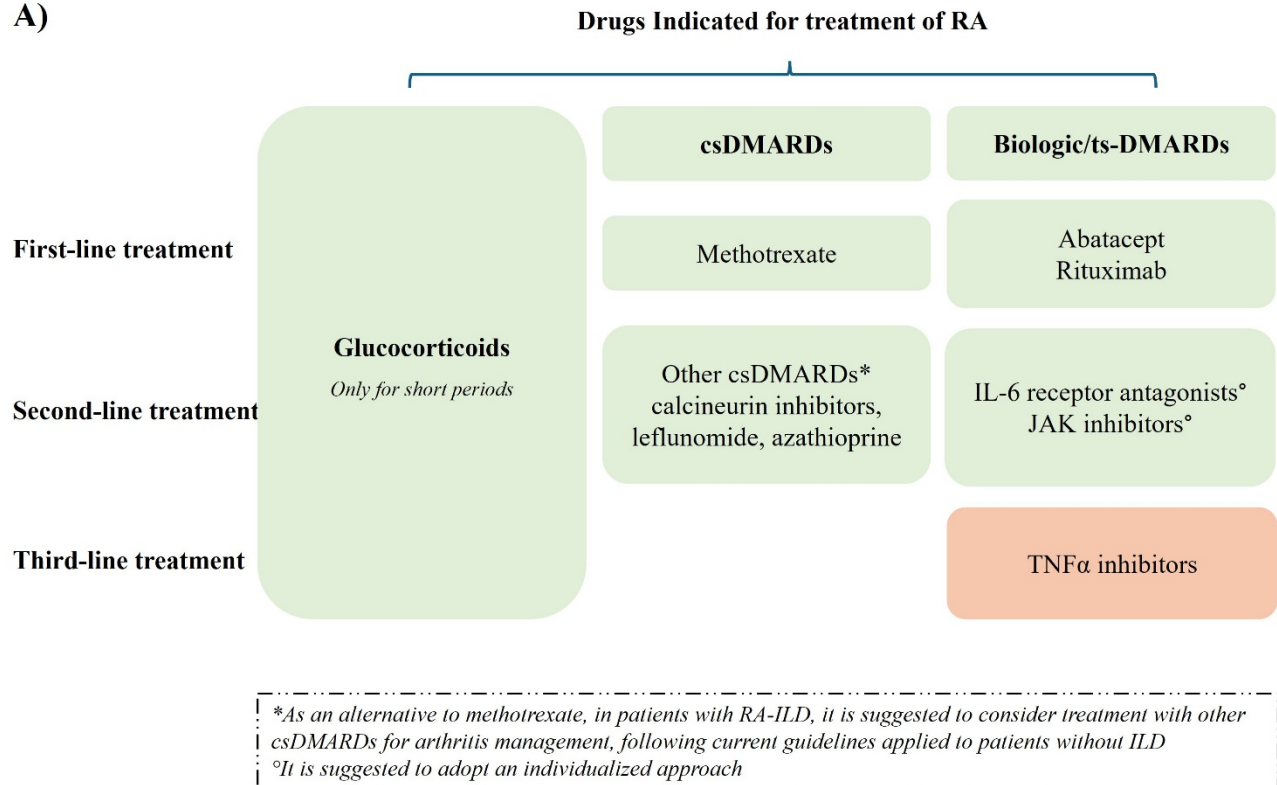 A)
Drugs Indicated for treatment of RA
csDMARDs
Biologic/ts-DMARDs
First-line treatment
Methotrexate
Abatacept
Rituximab
Glucocorticoids
Only for short periods
Second-line treatment
Other csDMARDs*
calcineurin inhibitors,
leflunomide, azathioprine
IL-6 receptor antagonists°
JAK inhibitors°
Third-line treatment
TNFα inhibitors
*As an alternative to methotrexate, in patients with RA-ILD, it is suggested to consider treatment with other
csDMARDs for arthritis management, following current guidelines applied to patients without ILD
°It is suggested to adopt an individualized approach